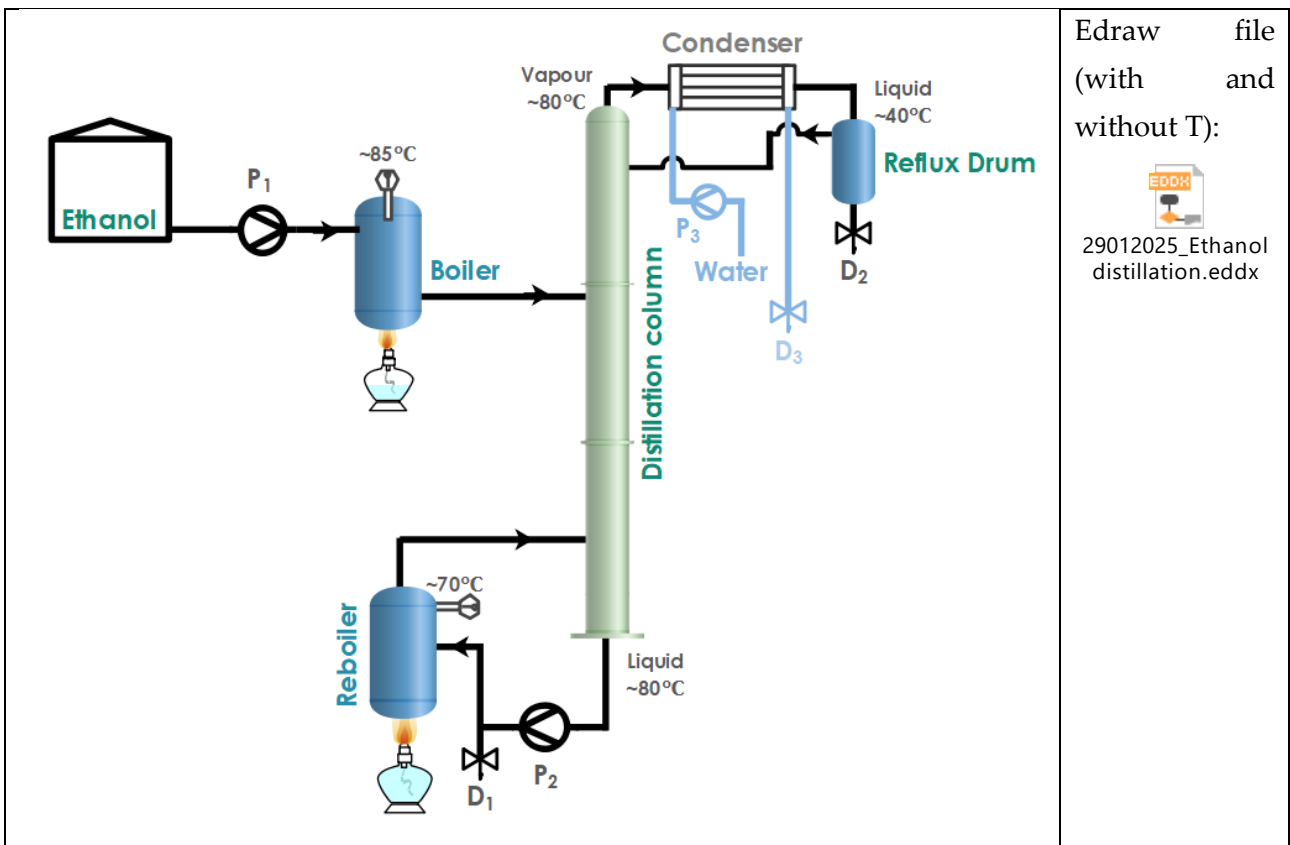 Condenser
Vapour
~80°C
Liquid
~40°C
~85°C
P₁
Ethanol
Reflux Drum
P₃
Water
Boiler
D₂
Distillation column
D₃
~70°C
Reboiler
Liquid
~80°C
P₂
D₁
Edraw file
(with and
without T):
EDDX
29012025_Ethanol
distillation.eddx